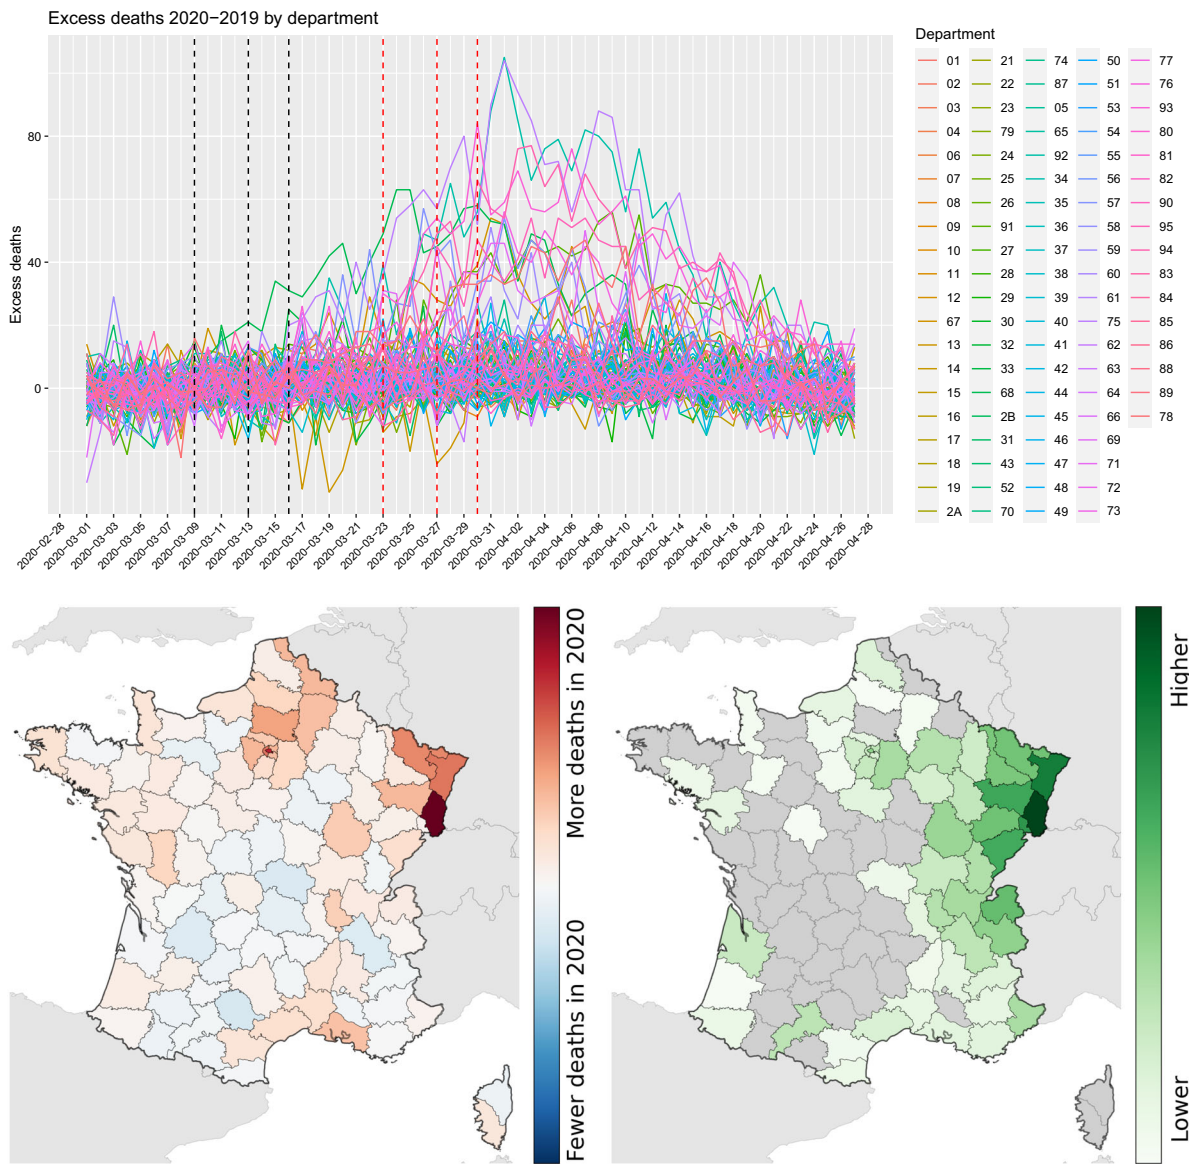 Excess deaths 2020−2019 by department
Excess deaths
80
40
0
2020−02−28
2020−03−01
2020−03−03
2020−03−05
2020−03−07
2020−03−09
2020−03−11
2020−03−13
2020−03−15
2020−03−17
2020−03−19
2020−03−21
2020−03−23
2020−03−25
2020−03−27
2020−03−29
2020−03−31
2020−04−02
2020−04−04
2020−04−06
2020−04−08
2020−04−10
2020−04−12
2020−04−14
2020−04−16
2020−04−18
2020−04−20
2020−04−22
2020−04−24
2020−04−26
2020−04−28
Department
01 21 74 50 77
02 22 87 51 76
03 23 05 53 93
04 79 65 54 80
06 24 92 55 81
07 25 34 56 82
08 26 35 57 90
09 91 36 58 95
10 27 37 59 94
11 28 38 60 83
12 29 39 61 84
67 30 40 75 85
13 32 41 62 86
14 33 42 63 88
15 68 44 64 89
16 2B 45 66 78
17 31 46 69
18 43 47 71
19 52 48 72
2A 70 49 73
More deaths in 2020
Fewer deaths in 2020
Higher
Lower